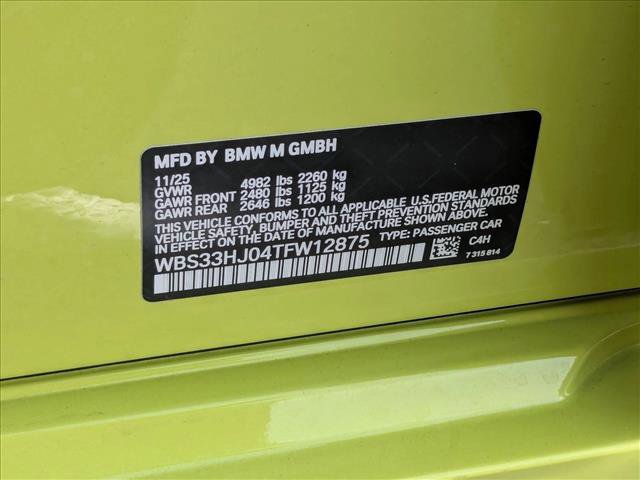 MFD BY BMW M GMBH
11/25
GVWR 4982 lbs 2260 kg
GAWR FRONT 2480 lbs 1125 kg
GAWR REAR 2646 lbs 1200 kg
THIS VEHICLE CONFORMS TO ALL APPLICABLE U.S.FEDERAL MOTOR
VEHICLE SAFETY, BUMPER AND THEFT PREVENTION STANDARDS
IN EFFECT ON THE DATE OF MANUFACTURE SHOWN ABOVE.
WBS33HJ04TFW12875 TYPE: PASSENGER CAR
C4H
7 315 814